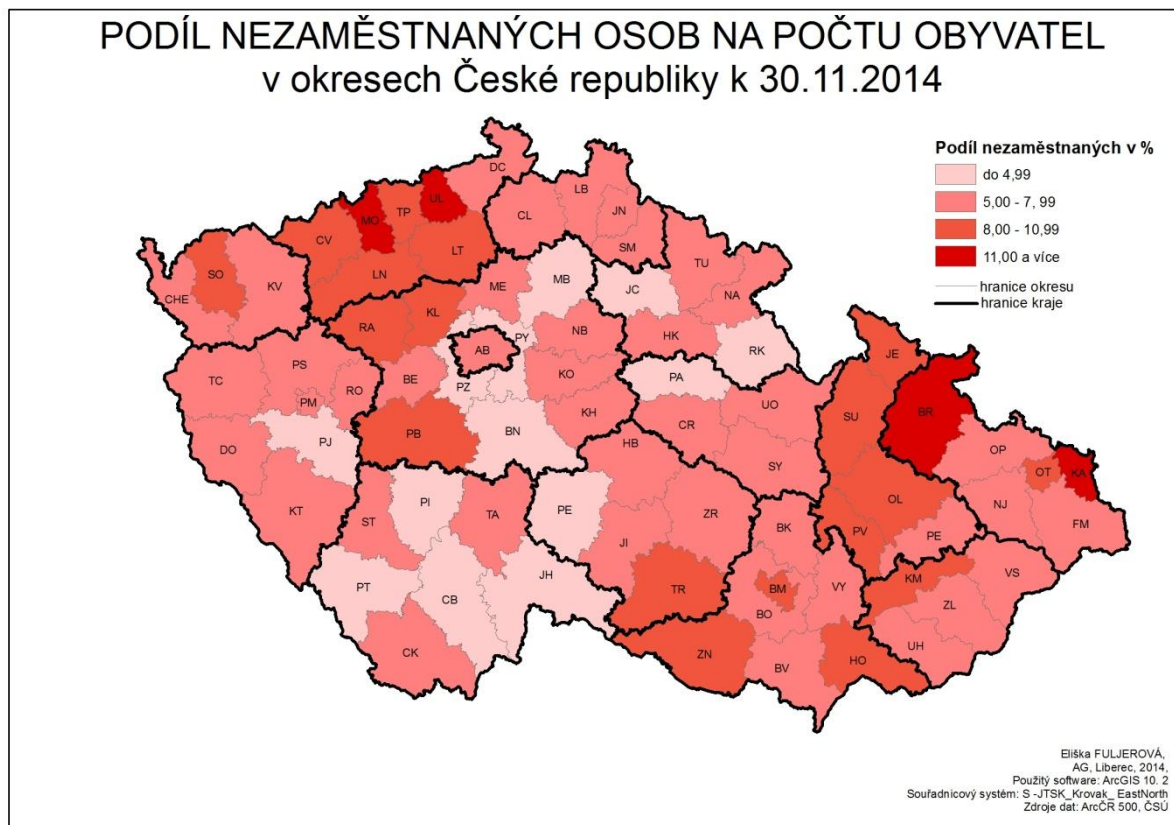 PODÍL NEZAMĚSTNANÝCH OSOB NA POČTU OBYVATEL
v okresech České republiky k 30.11.2014
Podíl nezaměstnaných v %
do 4,99
5,00 - 7, 99
8,00 - 10,99
11,00 a více
hranice okresu
hranice kraje
DC
UL
LB
MO
TP
JN
CL
CV
LT
SM
TU
SO
LN
MB
KV
ME
JC
NA
CHE
KL
RA
PY
NB
HK
AB
RK
JE
PS
BE
PZ
KO
PA
TC
RO
PM
UO
SU
BR
KH
CR
PB
BN
PJ
HB
DO
SY
OP
OT
KA
OL
PI
TA
PE
ZR
KT
ST
BK
NJ
FM
PV
PE
JI
JH
VS
KM
PT
TR
BM
VY
CB
ZL
BO
UH
CK
ZN
BV
HO
Eliška FULJEROVÁ,
AG, Liberec, 2014,
Použitý software: ArcGIS 10. 2
Souřadnicový systém: S -JTSK_Krovak_ EastNorth
Zdroje dat: ArcČR 500, ČSÚ